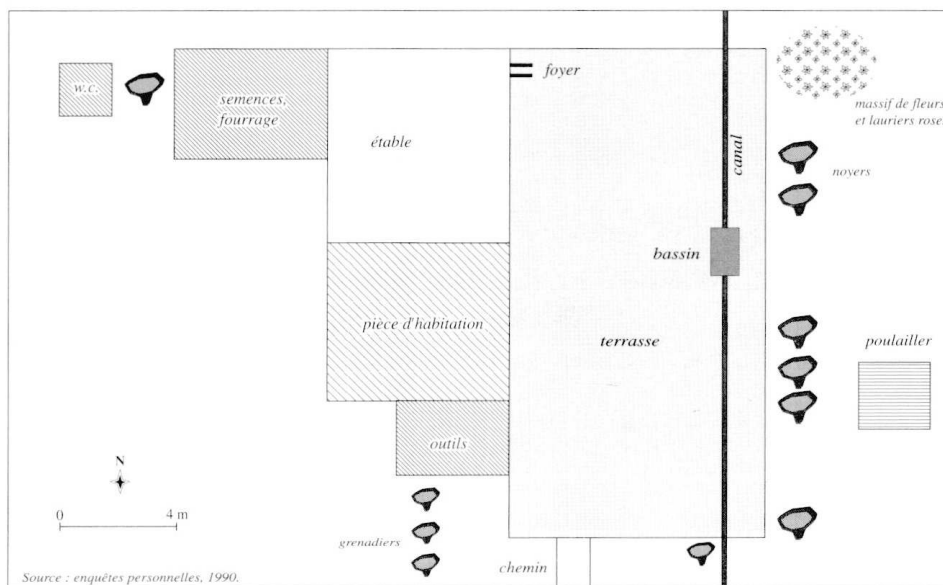 w.c.
semences,
fourrage
étable
foyer
canal
massif de fleurs
et lauriers roses
noyers
bassin
pièce d'habitation
terrasse
poulailler
outils
N
0 4 m
grenadiers
chemin
Source : enquêtes personnelles, 1990.